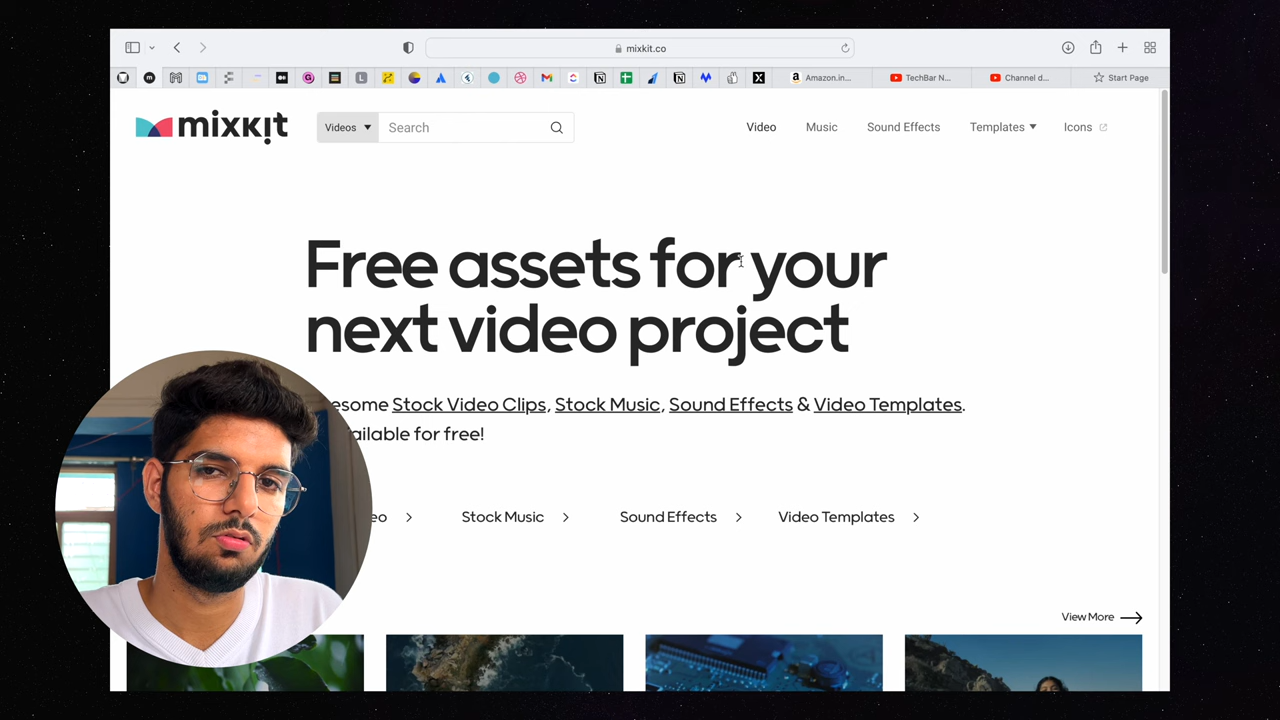 mixkit.co
Amazon.in...
TechBar N...
Channel d...
Start Page
mixkit
Videos
Search
Video
Music
Sound Effects
Templates
Icons
Free assets for your
next video project
esome Stock Video Clips, Stock Music, Sound Effects & Video Templates.
ailable for free!
eo
Stock Music
Sound Effects
Video Templates
View More